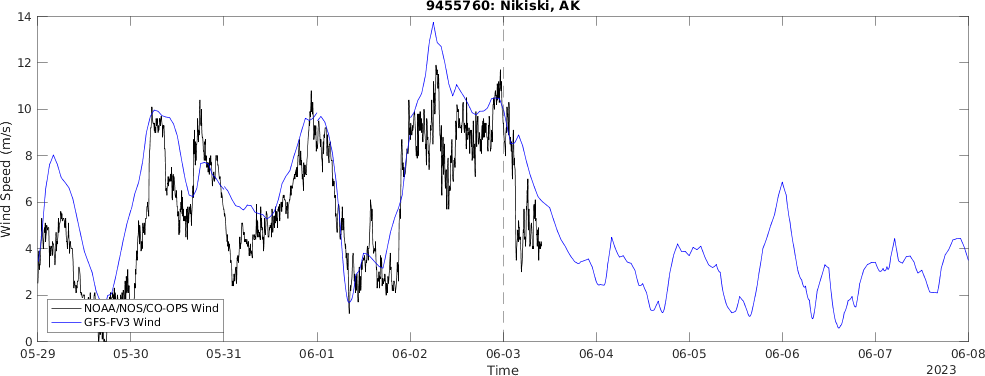 9455760: Nikiski, AK
Wind Speed (m/s)
14
12
10
8
6
4
2
0
NOAA/NOS/CO-OPS Wind
GFS-FV3 Wind
05-29 05-30 05-31 06-01 06-02 06-03 06-04 06-05 06-06 06-07 06-08
Time
2023